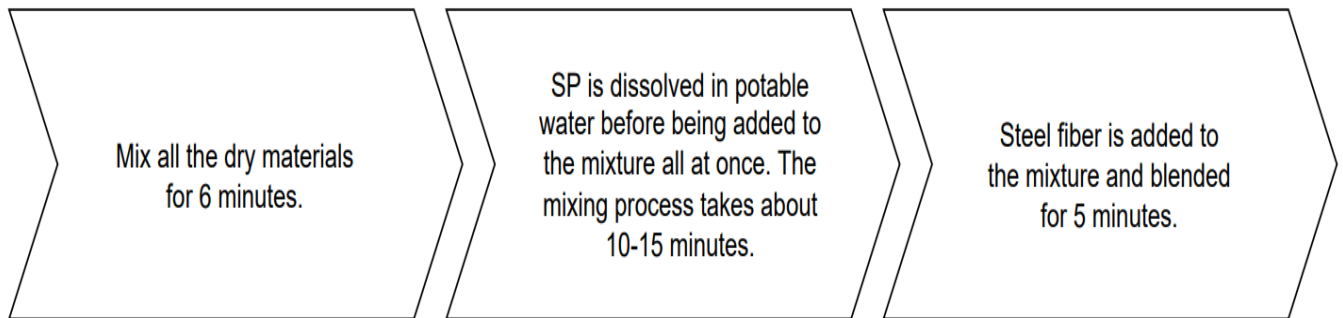 Mix all the dry materials
for 6 minutes.
SP is dissolved in potable
water before being added to
the mixture all at once. The
mixing process takes about
10-15 minutes.
Steel fiber is added to
the mixture and blended
for 5 minutes.